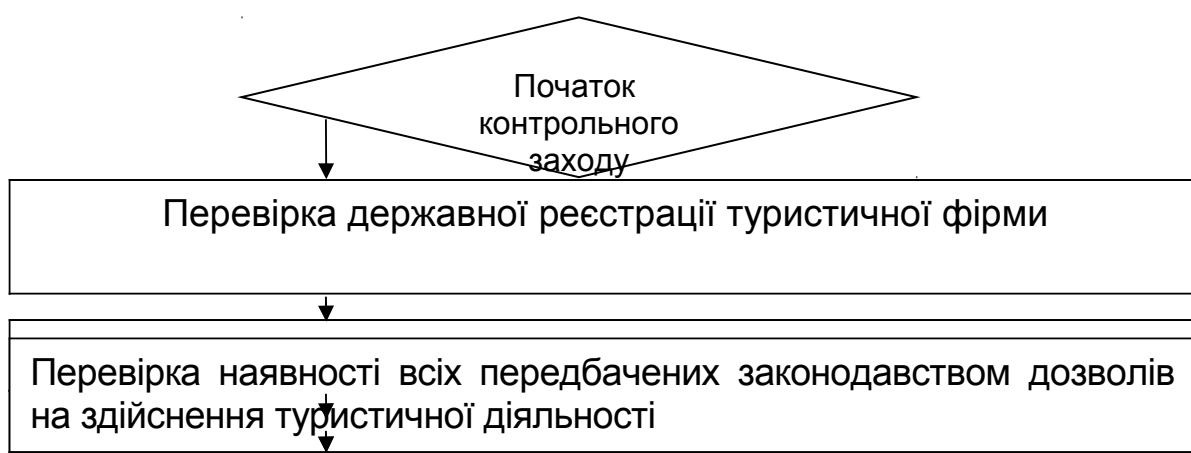 Початок
контрольного
заходу
Перевірка державної реєстрації туристичної фірми
Перевірка наявності всіх передбачених законодавством дозволів
на здійснення туристичної діяльності